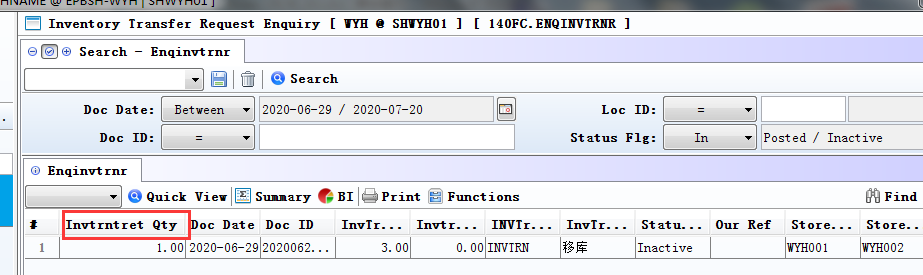 HNAME @ EPBSH-WYH | SHWYH01 ]
Inventory Transfer Request Enquiry [ WYH @ SHWYH01 ] [ 140FC.ENQINVTRNR ]
Search - Enqinvtrnr
Search
Doc Date: Between 2020-06-29 / 2020-07-20 Loc ID: =
Doc ID: = Status Flg: In Posted / Inactive
Enqinvtrnr
Quick View Summary BI Print Functions Find
# Invtrntret Qty Doc Date Doc ID InvTr... Invtr... INVTr... InvTr... Statu... Our Ref Store... Store...
1 1.00 2020-06-29 2020062... 3.00 0.00 INVIRN 移库 Inactive WYH001 WYH002